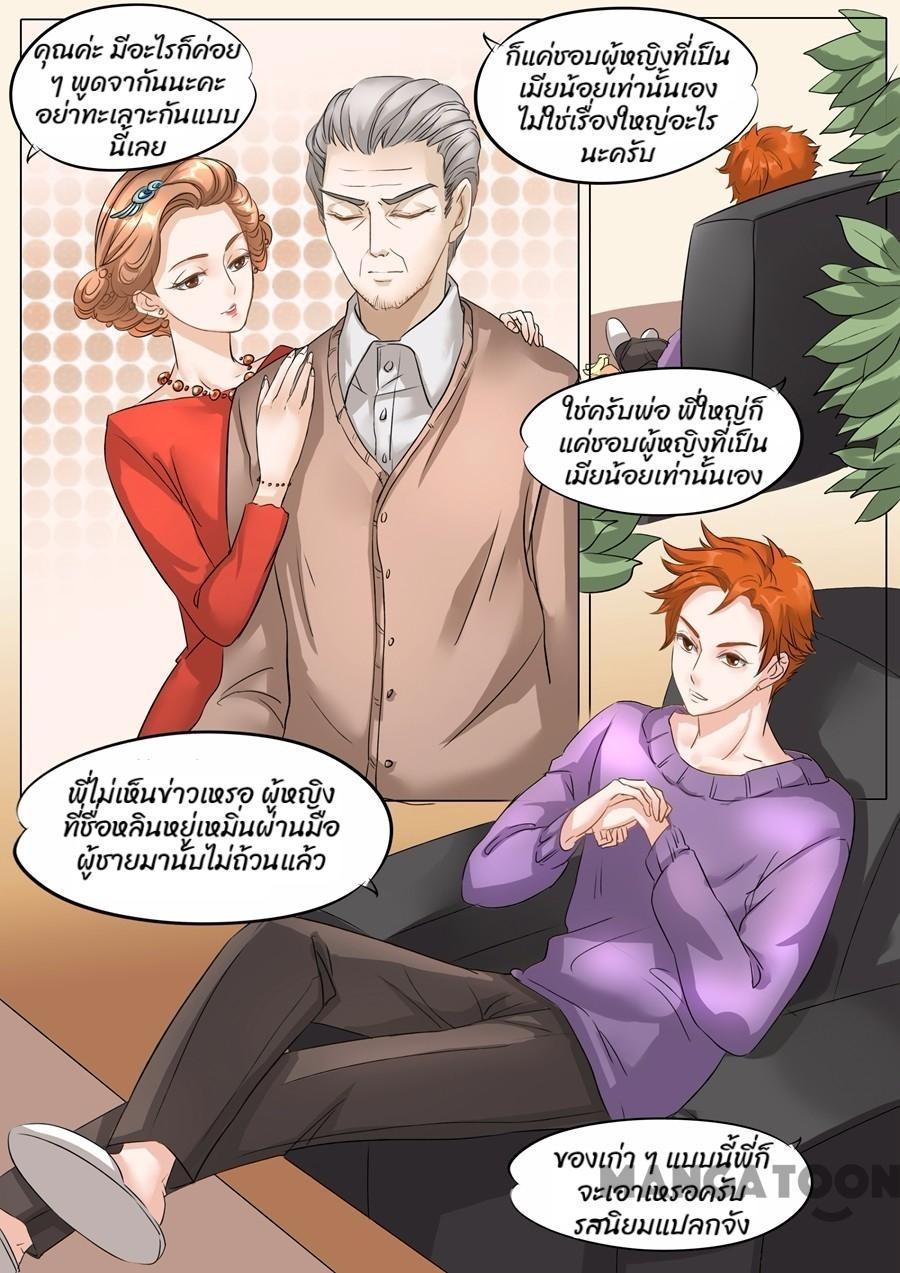 คุณค่ะ มีอะไรก็ค่อย
ๆ พูดจากันนะคะ
อย่าทะเลาะกันแบบ
นี้เลย
ก็แค่ชอบผู้หญิงที่เป็น
เมียน้อยเท่านั้นเอง
ไม่ใช่เรื่องใหญ่อะไร
นะครับ
ใช่ครับพ่อ พี่ใหญ่ก็
แค่ชอบผู้หญิงที่เป็น
เมียน้อยเท่านั้นเอง
พี่ไม่เห็นข่าวเหรอ ผู้หญิง
ที่ชื่อหลินหยู่เหมิ่นผ่านมือ
ผู้ชายมานับไม่ถ้วนแล้ว
ของเก่า ๆ แบบนี้พี่ก็
จะเอาเหรอครับ
รสนิยมแปลกจัง
MANGATOON